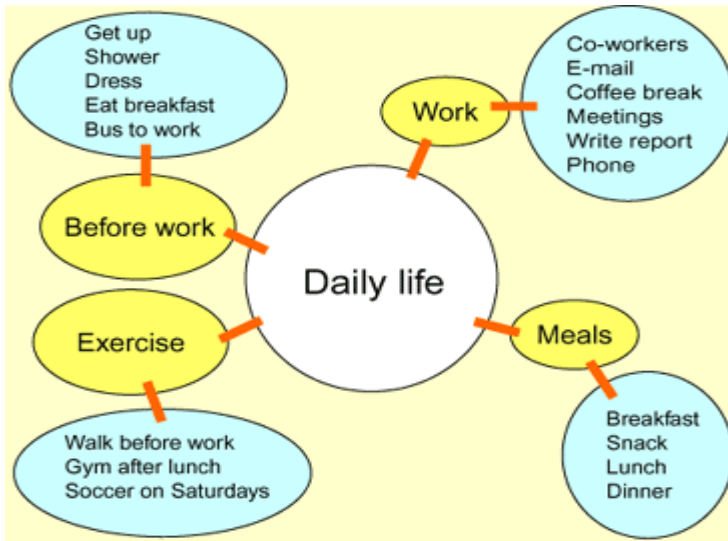 Get up
Shower
Dress
Eat breakfast
Bus to work
Before work
Work
Co-workers
E-mail
Coffee break
Meetings
Write report
Phone
Daily life
Exercise
Walk before work
Gym after lunch
Soccer on Saturdays
Meals
Breakfast
Snack
Lunch
Dinner